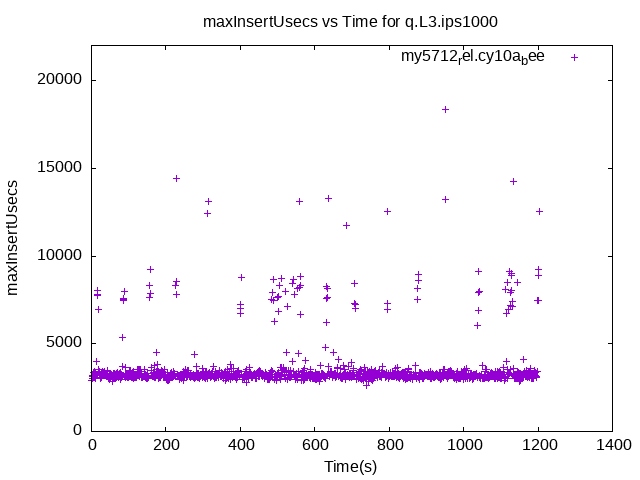 maxInsertUsecs vs Time for q.L3.ips1000
my5712rel.cy10abee
20000
15000
10000
5000
0
maxInsertUsecs
0 200 400 600 800 1000 1200 1400
Time(s)